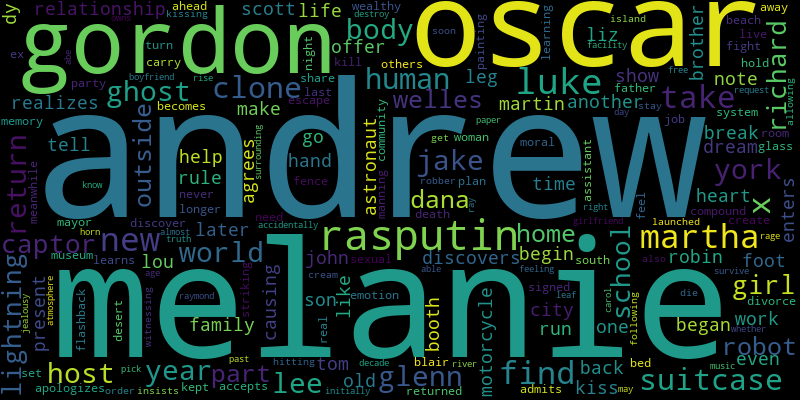 dy owns relationship kissing ahead scott life wealthy destroy island away
gordon oscar
ex turn carry party last abe night offer body liz painting learning facility beach live fight brother
ghost boyfriend rise share kill others soon luke show father hold note richard allowing
realizes clone human leg another take
memory becomes make escape welles martin request system
andrew
return meanwhile tell outside help rule never longer know agrees surrounding go hand fence astronaut community manning jake get woman paper moral day free stay job break room glass dream york
robber plan time assistant feel heart x enters
need death dana ray right girlfriend launched compound create
mayor horn almost truth discover later accidentally rasputin home martha rage
captor museum new world john sexual discovers begin south school also robin foot
lightning jealousy atmosphere learns lou age raymond striking cream son emotion able feeling signed leaf carol following die survive girl
melanie
present flashback desert witnessing family causing real like booth motorcycle city run one began whether divorce work
set host apologizes pick year order insists past kept part accepts hitting lee decade tom initially old glenn blair river returned find admits kiss back bed may music even robot suitcase